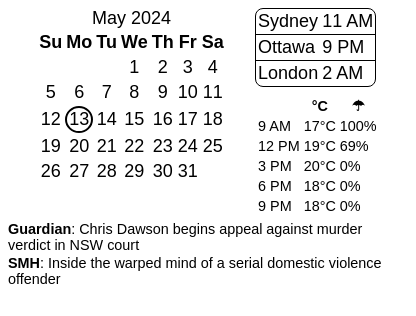 May 2024
Su Mo Tu We Th Fr Sa
1 2 3 4
5 6 7 8 9 10 11
12 13 14 15 16 17 18
19 20 21 22 23 24 25
26 27 28 29 30 31
Sydney 11 AM
Ottawa 9 PM
London 2 AM
°C ☂
9 AM 17°C 100%
12 PM 19°C 69%
3 PM 20°C 0%
6 PM 18°C 0%
9 PM 18°C 0%
Guardian: Chris Dawson begins appeal against murder
verdict in NSW court
SMH: Inside the warped mind of a serial domestic violence
offender